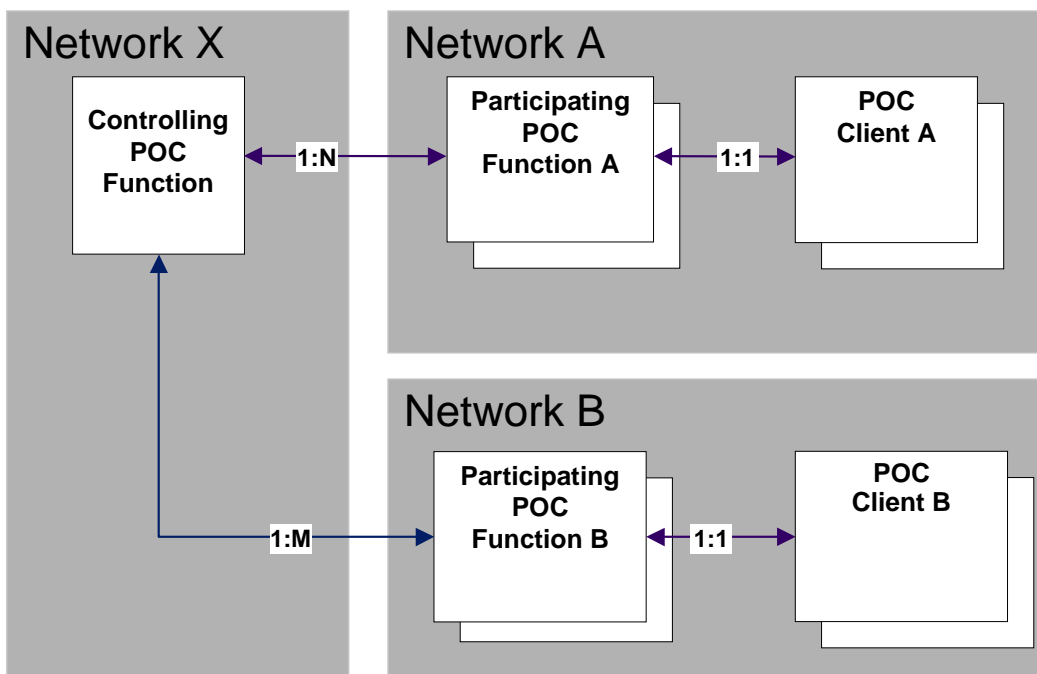 Network X
Controlling
POC
Function
1:N
Network A
Participating
POC
Function A
1:1
POC
Client A
Network B
1:M
Participating
POC
Function B
1:1
POC
Client B